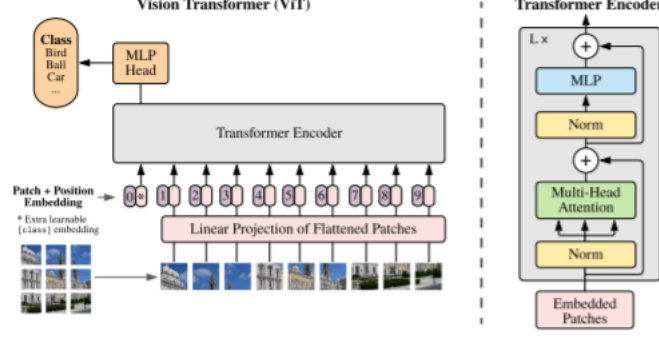 Vision Transformer (ViT)
Class
Bird
Ball
Car
...
MLP
Head
Transformer Encoder
Patch + Position
Embedding
* Extra learnable
[class] embedding
0 * 1 2 3 4 5 6 7 8 9
Linear Projection of Flattened Patches
Transformer Encoder
L ×
+
MLP
Norm
+
Multi-Head
Attention
Norm
Embedded
Patches